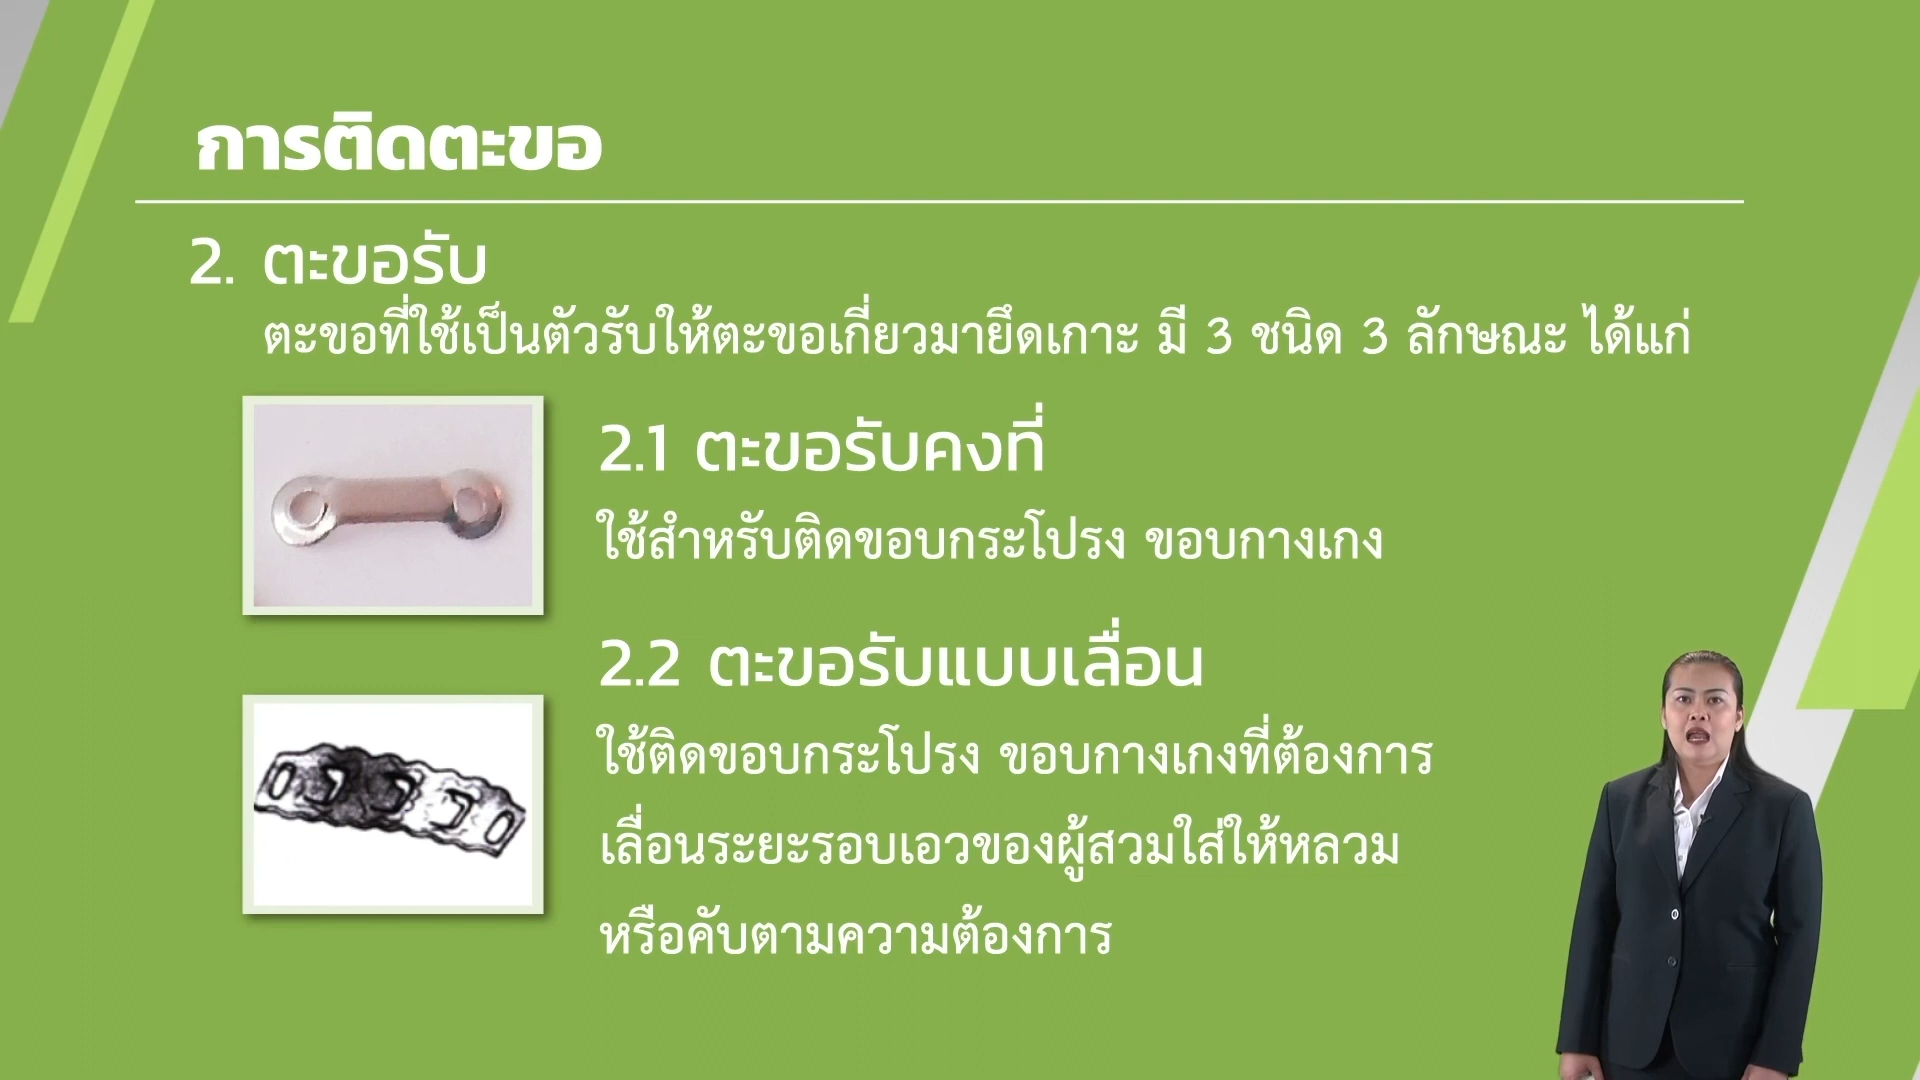 การติดตะขอ
2. ตะขอรับ
ตะขอที่ใช้เป็นตัวรับให้ตะขอเกี่ยวมายึดเกาะ มี 3 ชนิด 3 ลักษณะ ได้แก่
2.1 ตะขอรับคงที่
ใช้สำหรับติดขอบกระโปรง ขอบกางเกง
2.2 ตะขอรับแบบเลื่อน
ใช้ติดขอบกระโปรง ขอบกางเกงที่ต้องการ
เลื่อนระยะรอบเอวของผู้สวมใส่ให้หลวม
หรือคับตามความต้องการ